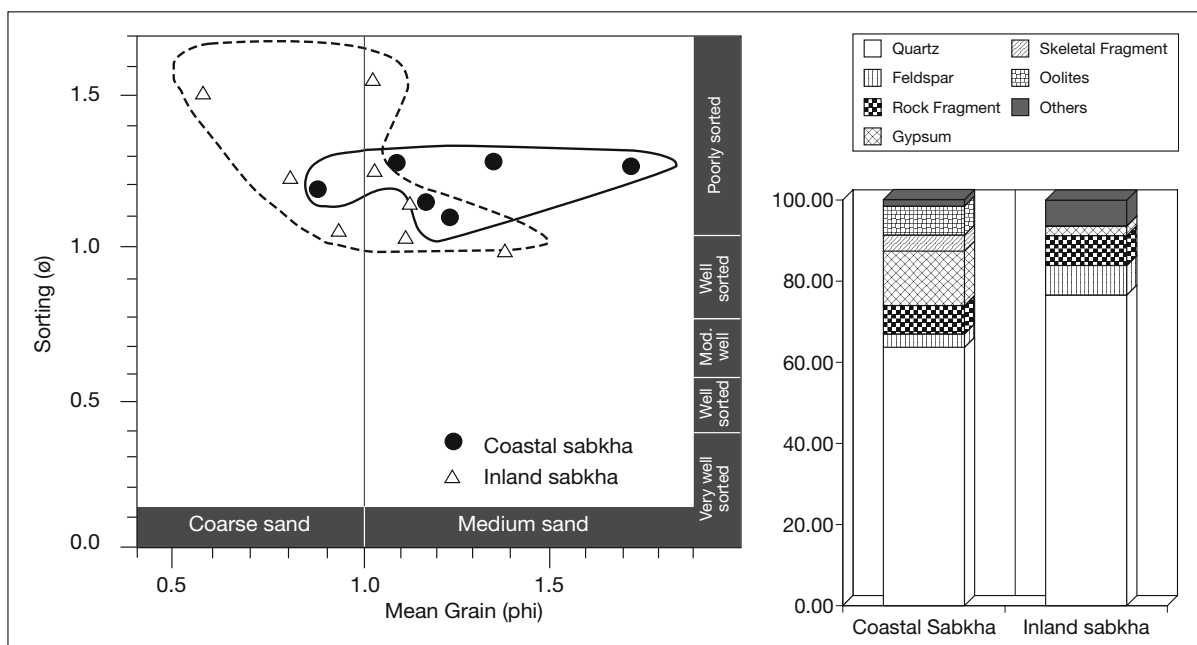 1.5
1.0
0.5
0.0
Sorting (ø)
Poorly sorted
Well
sorted
Mod.
well
Well
sorted
Very well
sorted
Coastal sabkha
Inland sabkha
Coarse sand
Medium sand
0.5
1.0
1.5
Mean Grain (phi)
Quartz
Feldspar
Rock Fragment
Gypsum
Skeletal Fragment
Oolites
Others
100.00
80.00
60.00
40.00
20.00
0.00
Coastal Sabkha
Inland sabkha